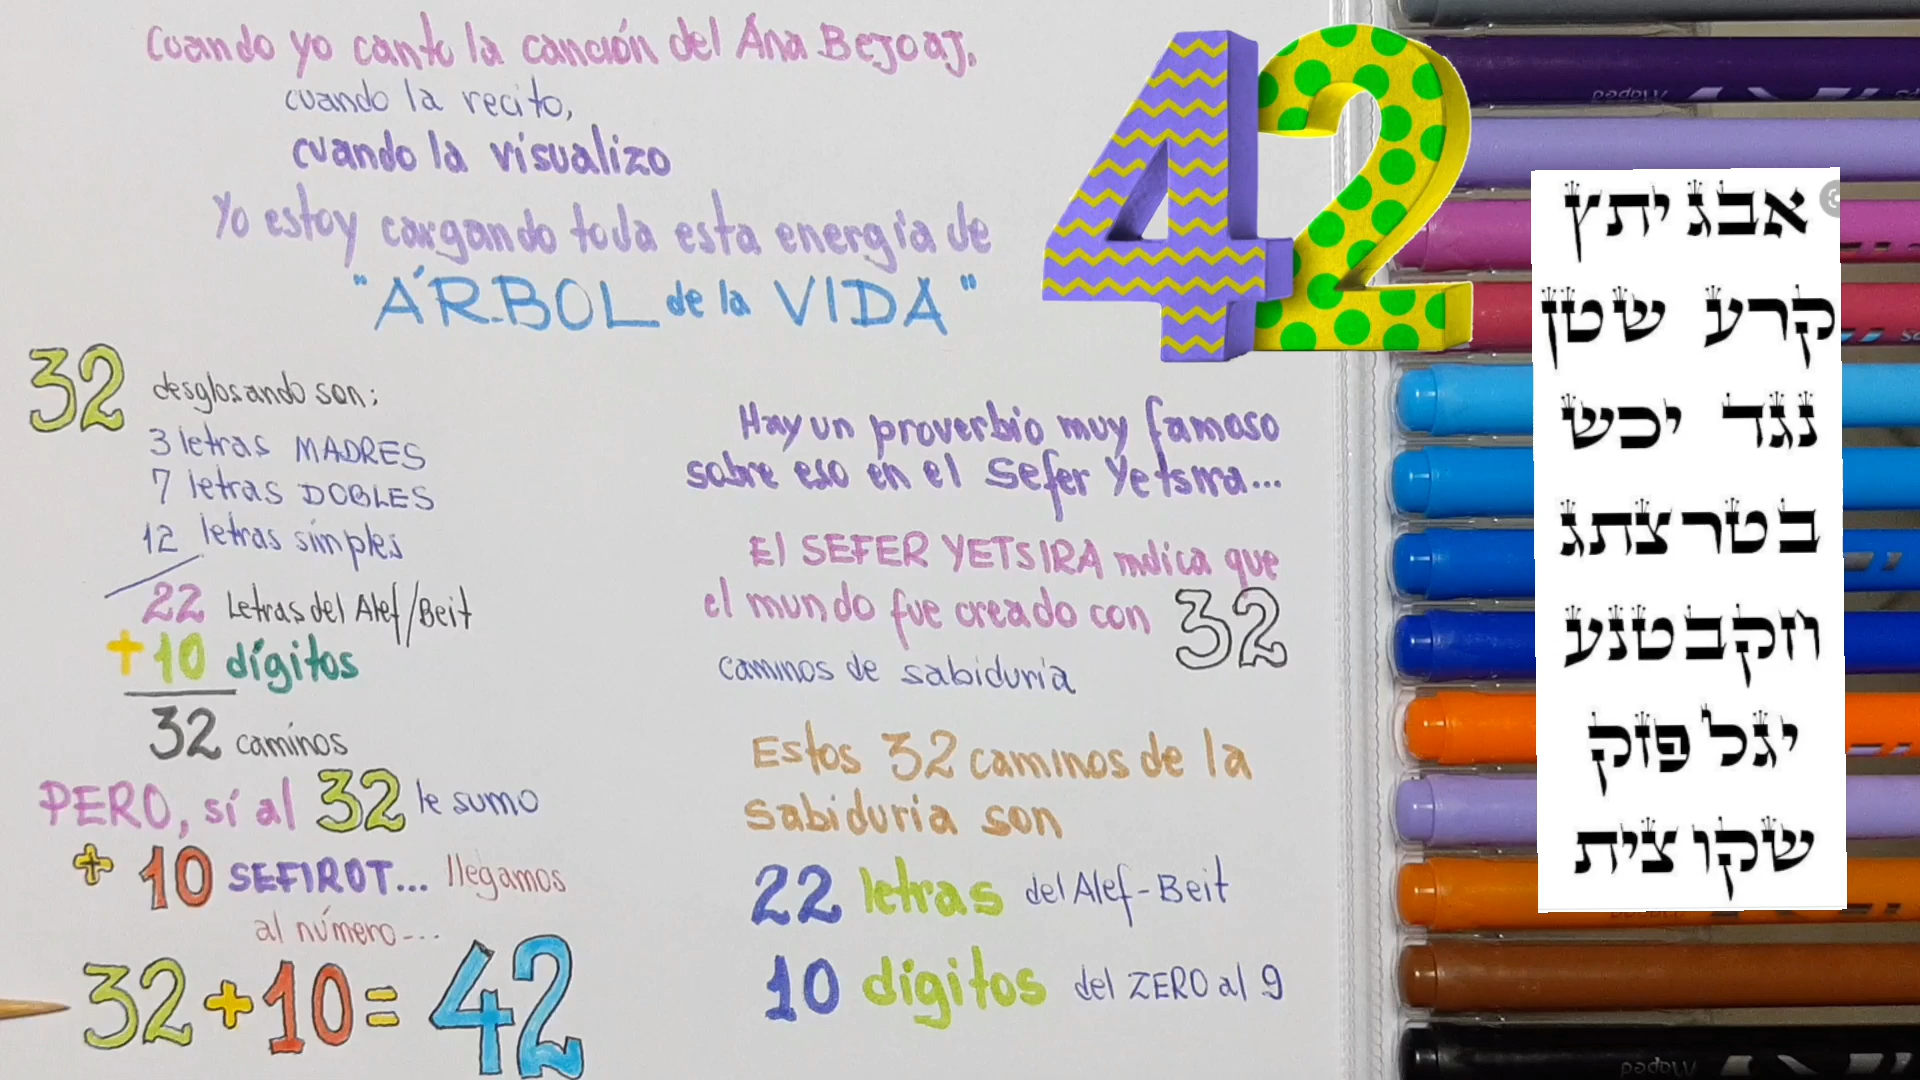 Cuando yo canto la canción del Ana Bejoaj,
cuando la recito,
cuando la visualizo
Yo estoy cargando toda esta energía de
"ÁRBOL de la VIDA"
32 desglosando son:
3 letras MADRES
7 letras DOBLES
12 letras simples
22 Letras del Alef/Beit
+ 10 dígitos
32 caminos
PERO, sí al 32 le sumo
+ 10 SEFIROT... llegamos
al número...
32 + 10 = 42
42
Hay un proverbio muy famoso
sobre eso en el Sefer Yetsira...
El SEFER YETSIRA indica que
el mundo fue creado con 32
caminos de sabiduria
Estos 32 caminos de la
sabiduria son
22 letras del Alef-Beit
10 dígitos del ZERO al 9
אבג יתץ
קרע שטן
נגד יכש
בטר צתג
חקב טנע
יגל פזק
שקו צית
Maped
Maped